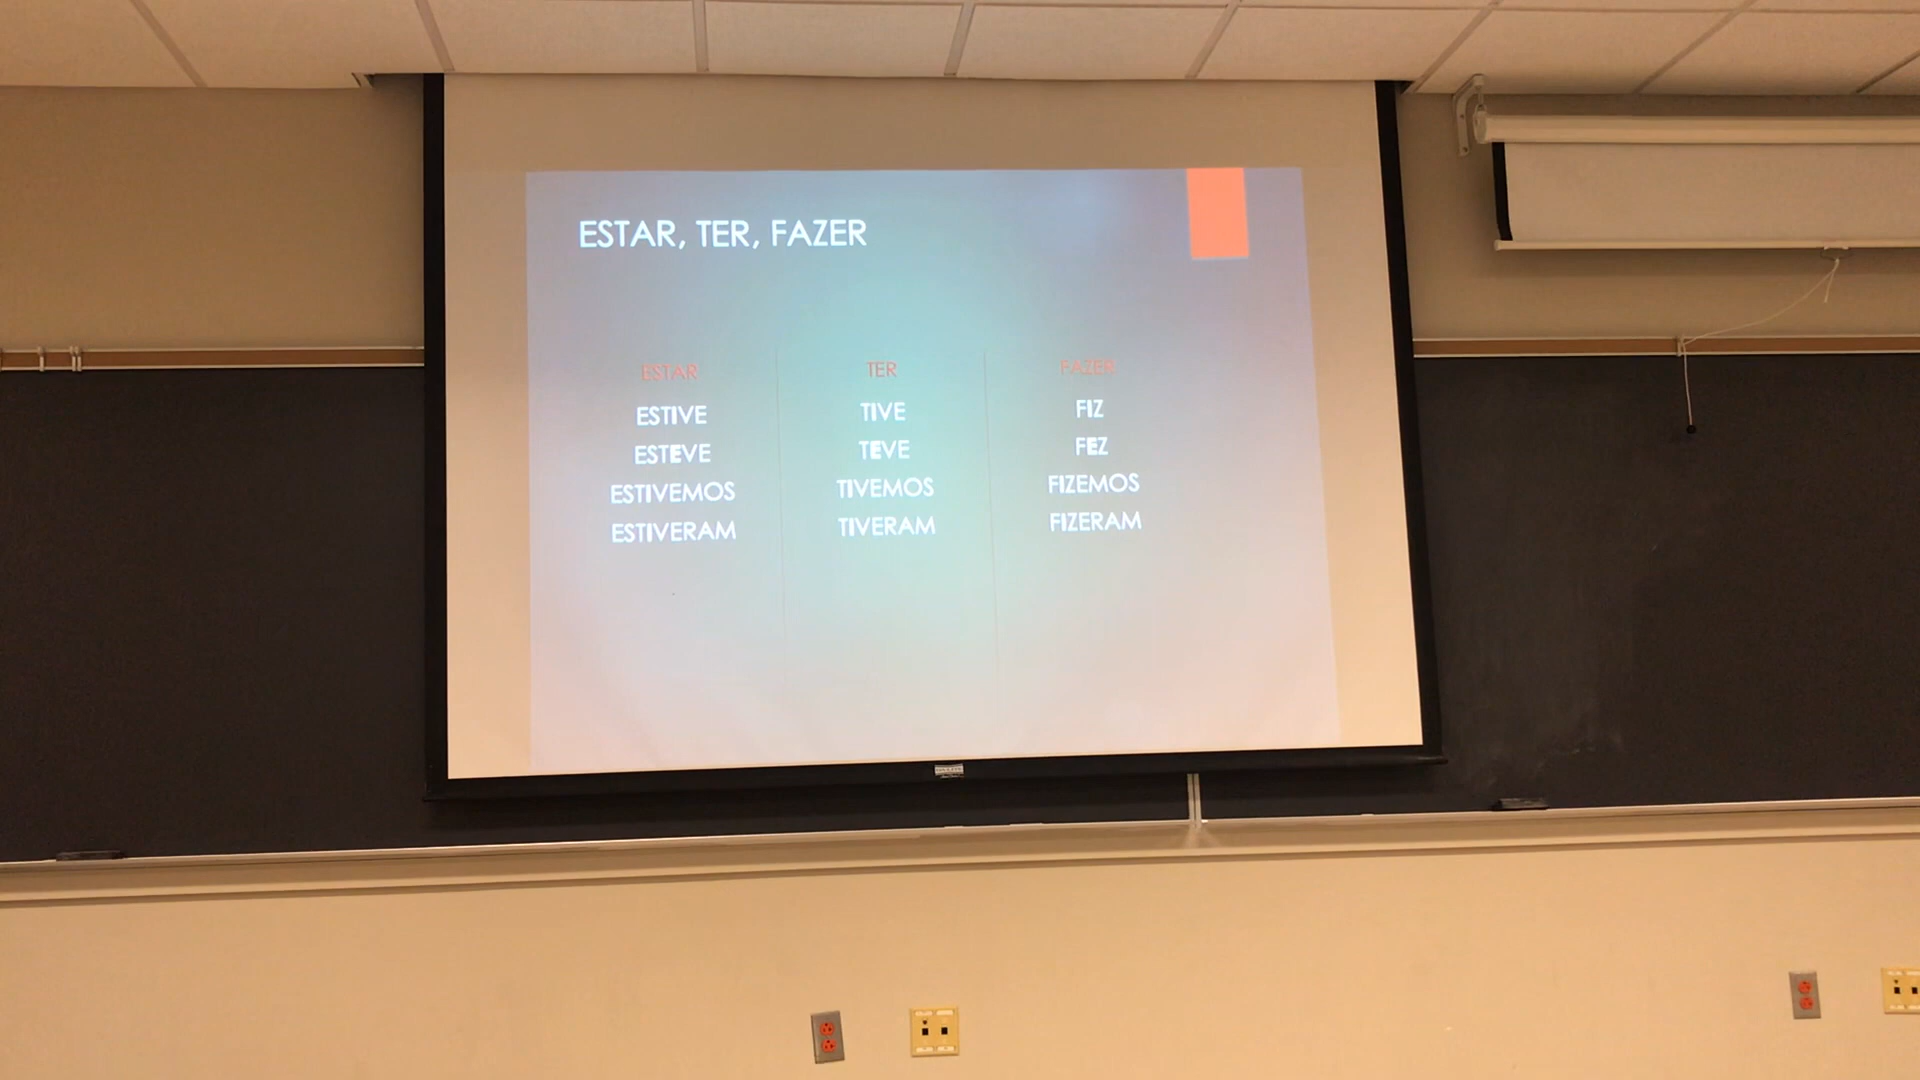 ESTAR, TER, FAZER
ESTAR TER FAZER
ESTIVE TIVE FIZ
ESTEVE TEVE FEZ
ESTIVEMOS TIVEMOS FIZEMOS
ESTIVERAM TIVERAM FIZERAM